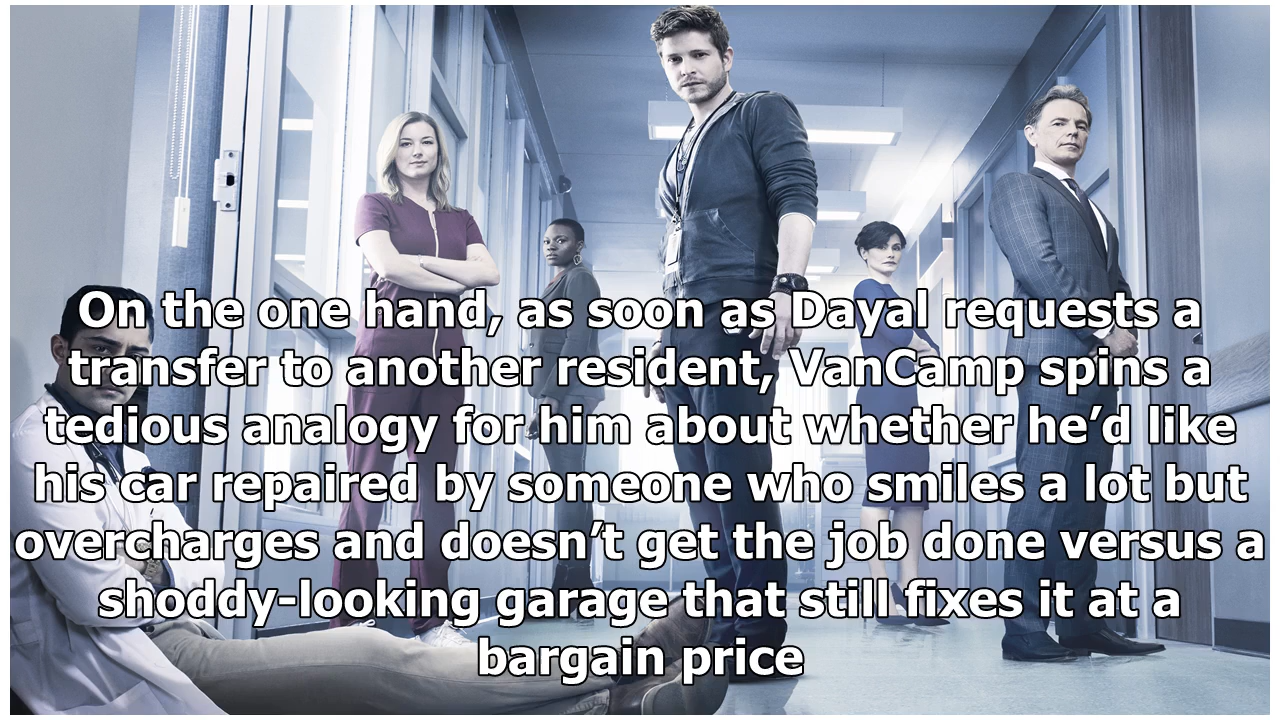 On the one hand, as soon as Dayal requests a
transfer to another resident, VanCamp spins a
tedious analogy for him about whether he’d like
his car repaired by someone who smiles a lot but
overcharges and doesn’t get the job done versus a
shoddy-looking garage that still fixes it at a
bargain price